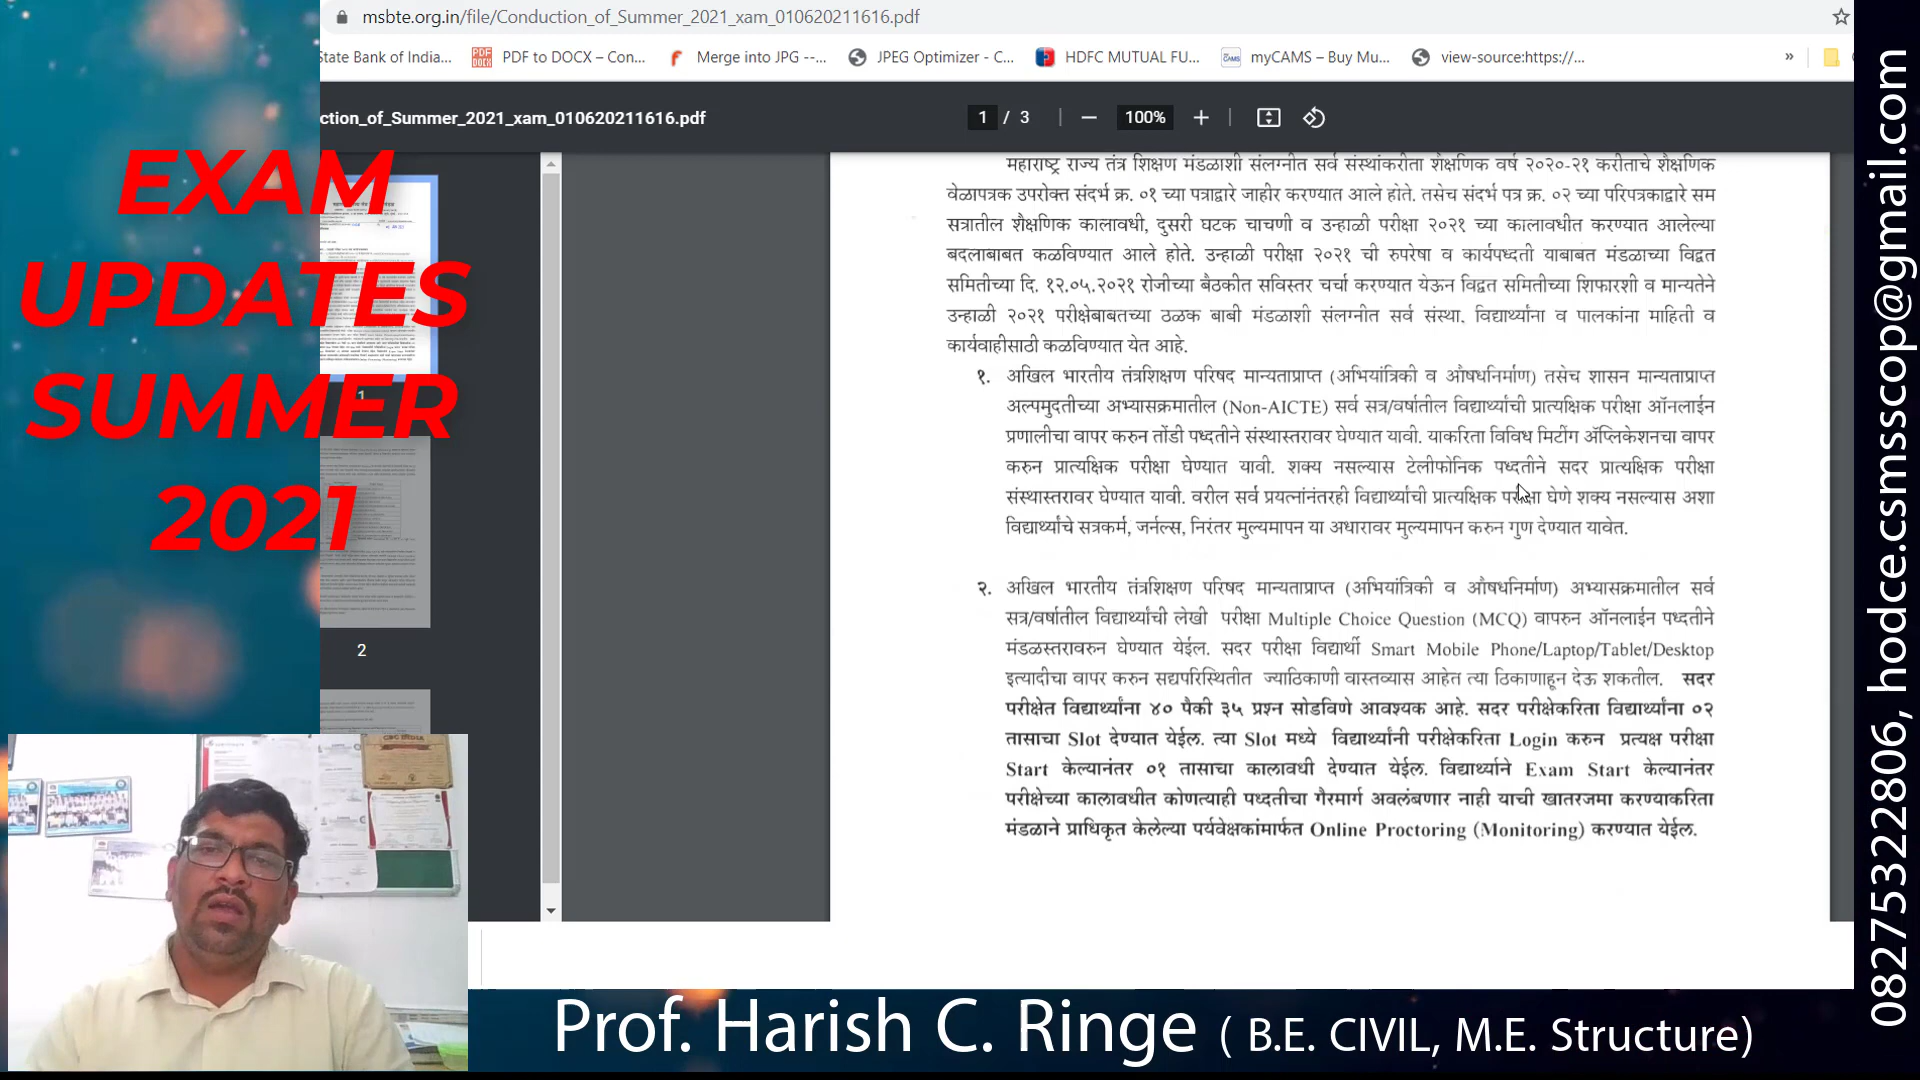 msbte.org.in/file/Conduction_of_Summer_2021_xam_010620211616.pdf
State Bank of India... PDF to DOCX – Con... Merge into JPG --... JPEG Optimizer - C... HDFC MUTUAL FU... myCAMS – Buy Mu... view-source:https://... »
ction_of_Summer_2021_xam_010620211616.pdf 1 / 3 — 100% +
EXAM
UPDATES
SUMMER
2021
1
2
महाराष्ट्र राज्य तंत्र शिक्षण मंडळाशी संलग्नीत सर्व संस्थांकरीता शैक्षणिक वर्ष २०२०-२१ करीताचे शैक्षणिक
वेळापत्रक उपरोक्त संदर्भ क्र. ०१ च्या पत्राद्वारे जाहीर करण्यात आले होते. तसेच संदर्भ पत्र क्र. ०२ च्या परिपत्रकाद्वारे सम
सत्रातील शैक्षणिक कालावधी, दुसरी घटक चाचणी व उन्हाळी परीक्षा २०२१ च्या कालावधीत करण्यात आलेल्या
बदलाबाबत कळविण्यात आले होते. उन्हाळी परीक्षा २०२१ ची रुपरेषा व कार्यपध्दती याबाबत मंडळाच्या विद्वत
समितीच्या दि. १२.०५.२०२१ रोजीच्या बैठकीत सविस्तर चर्चा करण्यात येऊन विद्वत समितीच्या शिफारशी व मान्यतेने
उन्हाळी २०२१ परीक्षेबाबतच्या ठळक बाबी मंडळाशी संलग्नीत सर्व संस्था, विद्यार्थ्यांना व पालकांना माहिती व
कार्यवाहीसाठी कळविण्यात येत आहे.
१. अखिल भारतीय तंत्रशिक्षण परिषद मान्यताप्राप्त (अभियांत्रिकी व औषधनिर्माण) तसेच शासन मान्यताप्राप्त
अल्पमुदतीच्या अभ्यासक्रमातील (Non-AICTE) सर्व सत्र/वर्षातील विद्यार्थ्यांची प्रात्यक्षिक परीक्षा ऑनलाईन
प्रणालीचा वापर करुन तोंडी पध्दतीने संस्थास्तरावर घेण्यात यावी. याकरिता विविध मिटींग ॲप्लिकेशनचा वापर
करुन प्रात्यक्षिक परीक्षा घेण्यात यावी. शक्य नसल्यास टेलीफोनिक पध्दतीने सदर प्रात्यक्षिक परीक्षा
संस्थास्तरावर घेण्यात यावी. वरील सर्व प्रयत्नांनंतरही विद्यार्थ्यांची प्रात्यक्षिक परीक्षा घेणे शक्य नसल्यास अशा
विद्यार्थ्यांचे सत्रकर्म, जर्नल्स, निरंतर मुल्यमापन या अधारावर मुल्यमापन करुन गुण देण्यात यावेत.
२. अखिल भारतीय तंत्रशिक्षण परिषद मान्यताप्राप्त (अभियांत्रिकी व औषधनिर्माण) अभ्यासक्रमातील सर्व
सत्र/वर्षातील विद्यार्थ्यांची लेखी परीक्षा Multiple Choice Question (MCQ) वापरुन ऑनलाईन पध्दतीने
मंडळस्तरावरुन घेण्यात येईल. सदर परीक्षा विद्यार्थी Smart Mobile Phone/Laptop/Tablet/Desktop
इत्यादीचा वापर करुन सद्यपरिस्थितीत ज्याठिकाणी वास्तव्यास आहेत त्या ठिकाणाहून देऊ शकतील. सदर
परीक्षेत विद्यार्थ्यांना ४० पैकी ३५ प्रश्न सोडविणे आवश्यक आहे. सदर परीक्षेकरिता विद्यार्थ्यांना ०२
तासाचा Slot देण्यात येईल. त्या Slot मध्ये विद्यार्थ्यांनी परीक्षेकरिता Login करुन प्रत्यक्ष परीक्षा
Start केल्यानंतर ०१ तासाचा कालावधी देण्यात येईल. विद्यार्थ्याने Exam Start केल्यानंतर
परीक्षेच्या कालावधीत कोणत्याही पध्दतीचा गैरमार्ग अवलंबणार नाही याची खातरजमा करण्याकरिता
मंडळाने प्राधिकृत केलेल्या पर्यवेक्षकांमार्फत Online Proctoring (Monitoring) करण्यात येईल.
Prof. Harish C. Ringe ( B.E. CIVIL, M.E. Structure)
08275322806, hodce.csmsscop@gmail.com